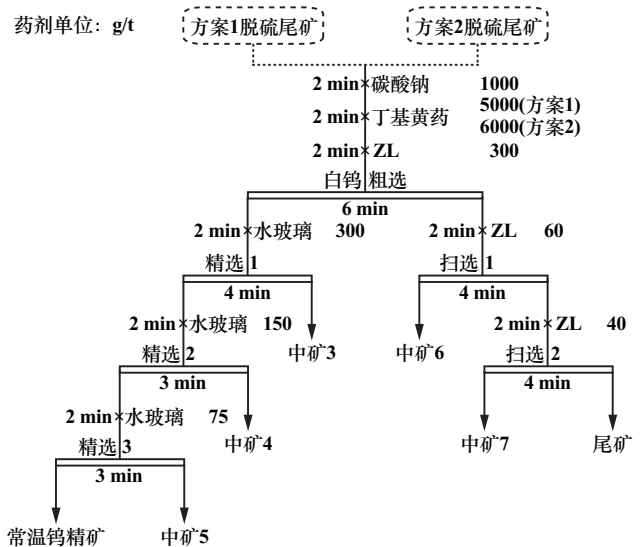 药剂单位：g/t
方案1脱硫尾矿
方案2脱硫尾矿
2 min×碳酸钠 1000
5000(方案1)
2 min×丁基黄药
6000(方案2)
2 min×ZL 300
白钨 粗选
6 min
2 min×水玻璃 300
2 min×ZL 60
精选 1
扫选 1
4 min
4 min
2 min×水玻璃 150
中矿3
中矿6
2 min×ZL 40
精选 2
扫选 2
3 min
4 min
2 min×水玻璃 75
中矿4
中矿7
尾矿
精选 3
3 min
常温钨精矿
中矿5